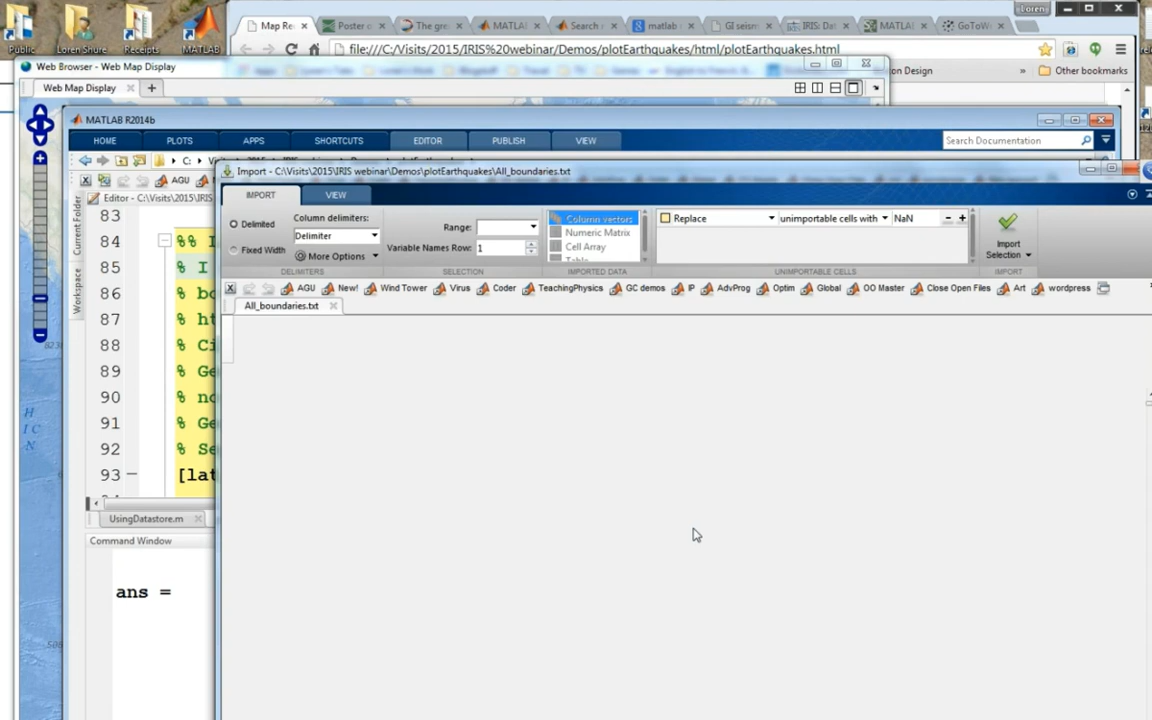 Loren
Map Re
Poster o
The gre
MATLA
Search
matlab
GI seism
IRIS: Da
MATLA
GoToW
Public
Loren Shure
Receipts
MATLAB
file:///C:/Visits/2015/IRIS%20webinar/Demos/plotEarthquakes/html/plotEarthquakes.html
Web Browser - Web Map Display
on Design
»
Other bookmarks
Web Map Display
MATLAB R2014b
HOME
PLOTS
APPS
SHORTCUTS
EDITOR
PUBLISH
VIEW
Search Documentation
C:
Import - C:\Visits\2015\IRIS webinar\Demos\plotEarthquakes\All_boundaries.txt
AGU
Editor - C:\Visits\2015\IRIS
IMPORT
VIEW
Current Folder
Workspace
Delimited
Fixed Width
Column delimiters:
Delimiter
More Options
DELIMITERS
Range:
Variable Names Row: 1
SELECTION
Column vectors
Numeric Matrix
Cell Array
Table
IMPORTED DATA
Replace
unimportable cells with
NaN
UNIMPORTABLE CELLS
Import
Selection
IMPORT
AGU
New!
Wind Tower
Virus
Coder
TeachingPhysics
GC demos
IP
AdvProg
Optim
Global
OO Master
Close Open Files
Art
wordpress
All_boundaries.txt
83
84 %% I
85 % I
86 % bo
87 % ht
88 % Ci
89 % Ge
90 % no
91 % Ge
92 % Se
93 [lat
H
I C
N
UsingDatastore.m
Command Window
ans =